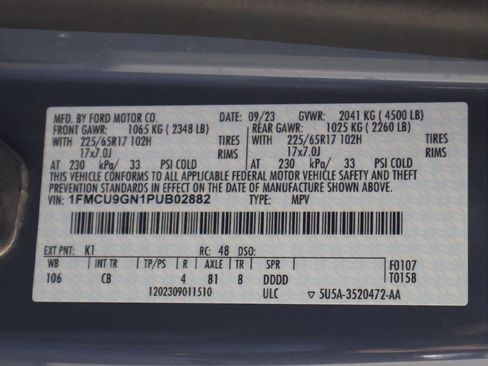 MFD. BY FORD MOTOR CO. 09/23 GVWR: 2041 KG ( 4500 LB)
FRONT GAWR: 1065 KG ( 2348 LB) REAR GAWR: 1025 KG ( 2260 LB)
WITH 225/65R17 102H TIRES WITH 225/65R17 102H TIRES
17x7.0J RIMS 17x7.0J RIMS
AT 230 kPa/ 33 PSI COLD AT 230 kPa/ 33 PSI COLD
THIS VEHICLE CONFORMS TO ALL APPLICABLE FEDERAL MOTOR VEHICLE SAFETY AND THEFT PREVENTION STANDARDS IN EFFECT ON THE DATE OF MANUFACTURE SHOWN ABOVE.
VIN: 1FMCU9GN1PUB02882 TYPE: MPV
EXT PNT: K1 RC: 48 DSO:
WB INT TR TP/PS R AXLE TR SPR F0107
106 CB 4 81 8 DDDD T0158
1202309011510 ULC ▽ 5U5A-3520472-AA